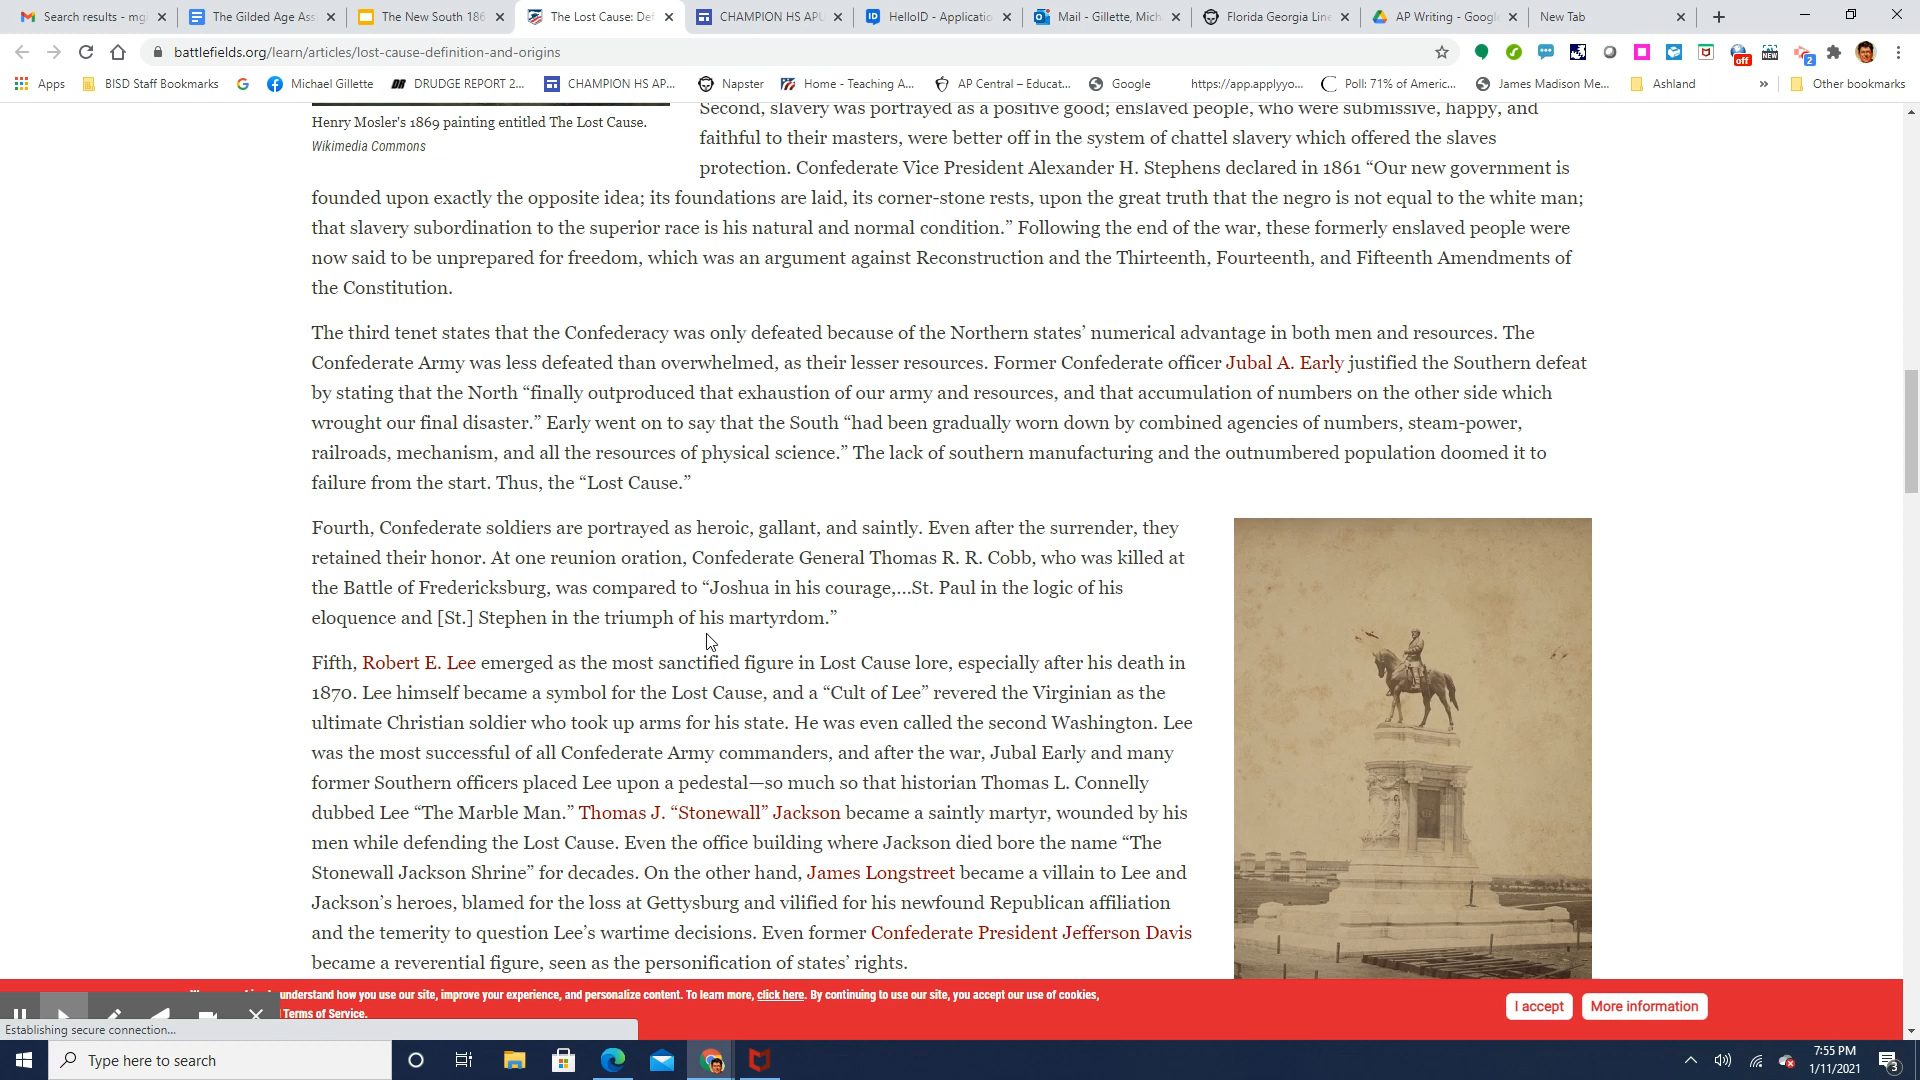 Search results - mgi
The Gilded Age Ass
The New South 186
The Lost Cause: Def
CHAMPION HS APU
HelloID - Applicatio
Mail - Gillette, Mich
Florida Georgia Line
AP Writing - Google
New Tab
battlefields.org/learn/articles/lost-cause-definition-and-origins
off
NEW
2
Apps
BISD Staff Bookmarks
Michael Gillette
DRUDGE REPORT 2...
CHAMPION HS AP...
Napster
Home - Teaching A...
AP Central – Educat...
Google
https://app.applyyo...
Poll: 71% of Americ...
James Madison Me...
Ashland
»
Other bookmarks
Henry Mosler's 1869 painting entitled The Lost Cause.
Wikimedia Commons
Second, slavery was portrayed as a positive good; enslaved people, who were submissive, happy, and
faithful to their masters, were better off in the system of chattel slavery which offered the slaves
protection. Confederate Vice President Alexander H. Stephens declared in 1861 “Our new government is
founded upon exactly the opposite idea; its foundations are laid, its corner-stone rests, upon the great truth that the negro is not equal to the white man;
that slavery subordination to the superior race is his natural and normal condition.” Following the end of the war, these formerly enslaved people were
now said to be unprepared for freedom, which was an argument against Reconstruction and the Thirteenth, Fourteenth, and Fifteenth Amendments of
the Constitution.
The third tenet states that the Confederacy was only defeated because of the Northern states’ numerical advantage in both men and resources. The
Confederate Army was less defeated than overwhelmed, as their lesser resources. Former Confederate officer Jubal A. Early justified the Southern defeat
by stating that the North “finally outproduced that exhaustion of our army and resources, and that accumulation of numbers on the other side which
wrought our final disaster.” Early went on to say that the South “had been gradually worn down by combined agencies of numbers, steam-power,
railroads, mechanism, and all the resources of physical science.” The lack of southern manufacturing and the outnumbered population doomed it to
failure from the start. Thus, the “Lost Cause.”
Fourth, Confederate soldiers are portrayed as heroic, gallant, and saintly. Even after the surrender, they
retained their honor. At one reunion oration, Confederate General Thomas R. R. Cobb, who was killed at
the Battle of Fredericksburg, was compared to “Joshua in his courage,...St. Paul in the logic of his
eloquence and [St.] Stephen in the triumph of his martyrdom.”
Fifth, Robert E. Lee emerged as the most sanctified figure in Lost Cause lore, especially after his death in
1870. Lee himself became a symbol for the Lost Cause, and a “Cult of Lee” revered the Virginian as the
ultimate Christian soldier who took up arms for his state. He was even called the second Washington. Lee
was the most successful of all Confederate Army commanders, and after the war, Jubal Early and many
former Southern officers placed Lee upon a pedestal—so much so that historian Thomas L. Connelly
dubbed Lee “The Marble Man.” Thomas J. “Stonewall” Jackson became a saintly martyr, wounded by his
men while defending the Lost Cause. Even the office building where Jackson died bore the name “The
Stonewall Jackson Shrine” for decades. On the other hand, James Longstreet became a villain to Lee and
Jackson’s heroes, blamed for the loss at Gettysburg and vilified for his newfound Republican affiliation
and the temerity to question Lee’s wartime decisions. Even former Confederate President Jefferson Davis
became a reverential figure, seen as the personification of states’ rights.
understand how you use our site, improve your experience, and personalize content. To learn more, click here. By continuing to use our site, you accept our use of cookies,
Terms of Service.
I accept
More information
Establishing secure connection...
Type here to search
7:55 PM
1/11/2021
3